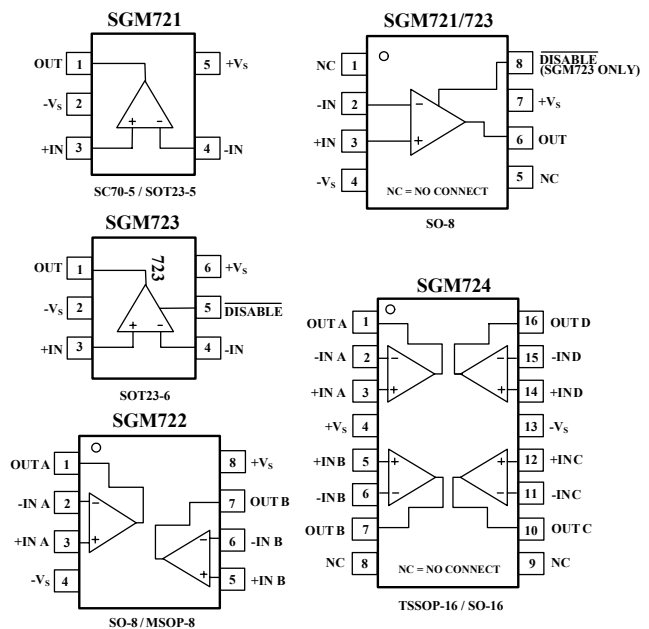 SGM721
OUT 1 5 +VS
-VS 2
+ −
+IN 3 4 -IN
SC70-5 / SOT23-5
SGM721/723
NC 1 8 DISABLE
(SGM723 ONLY)
-IN 2 − 7 +VS
+IN 3 + 6 OUT
-VS 4 5 NC
NC = NO CONNECT
SO-8
SGM723
723
OUT 1 6 +VS
-VS 2 5 DISABLE
+ −
+IN 3 4 -IN
SOT23-6
SGM722
OUT A 1 8 +VS
-IN A 2 − 7 OUT B
+IN A 3 + − 6 -IN B
-VS 4 + 5 +IN B
SO-8 / MSOP-8
SGM724
OUT A 1 16 OUT D
-IN A 2 − − 15 -IND
+IN A 3 + + 14 +IND
+VS 4 13 -VS
+INB 5 + + 12 +INC
-INB 6 − − 11 -INC
OUT B 7 10 OUT C
NC 8 9 NC
NC = NO CONNECT
TSSOP-16 / SO-16